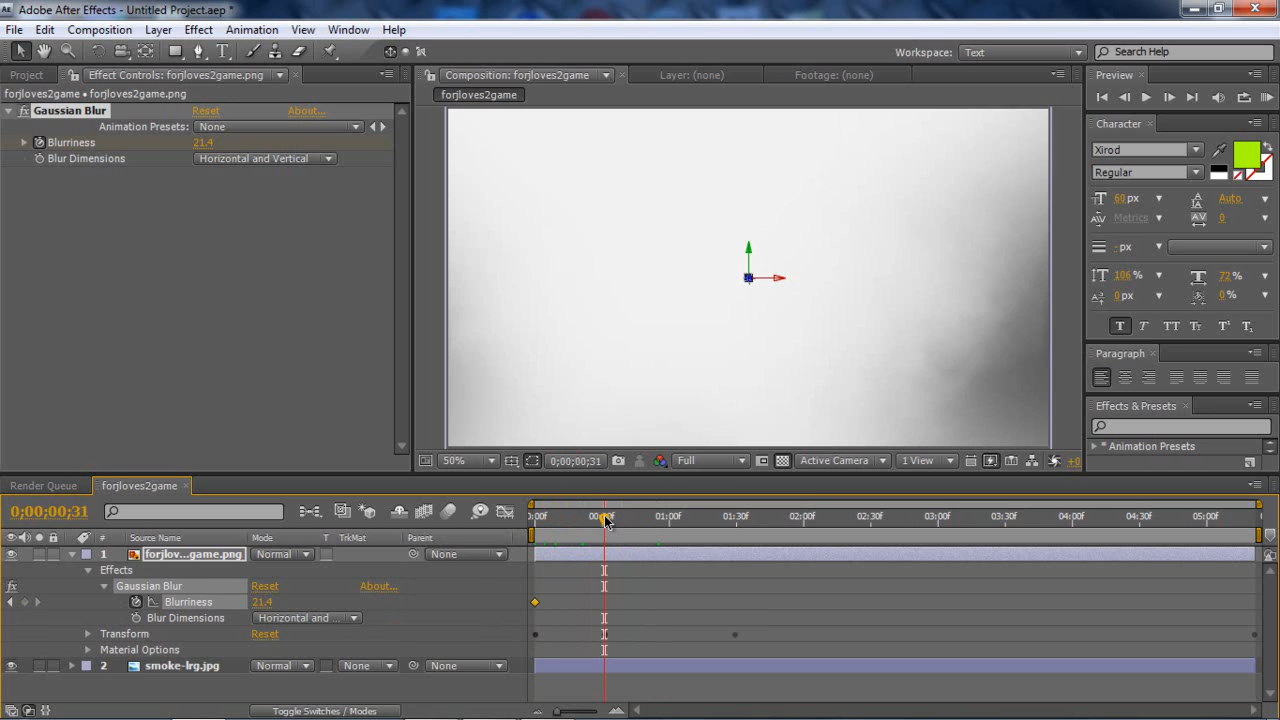 Adobe After Effects - Untitled Project.aep *
File Edit Composition Layer Effect Animation View Window Help
Workspace: Text Search Help
Project Effect Controls: forjloves2game.png Composition: forjloves2game Layer: (none) Footage: (none) Preview
forjloves2game • forjloves2game.png forjloves2game
Gaussian Blur Reset About...
Animation Presets: None
Blurriness 21.4
Blur Dimensions Horizontal and Vertical
Character
Xirod
Regular
60 px Auto
Metrics 0
- px
106 % 72 %
0 px 0 %
T T TT Tт T¹ T₁
Paragraph
Effects & Presets
* Animation Presets
50% 0;00;00;31 Full Active Camera 1 View +0
Render Queue forjloves2game
0;00;00;31
01:00f 01:30f 02:00f 02:30f 03:00f 03:30f 04:00f 04:30f 05:00f
# Source Name Mode T TrkMat Parent
1 forjlov...game.png Normal None
Effects
fx Gaussian Blur Reset About...
Blurriness 21.4
Blur Dimensions Horizontal and ...
Transform Reset
Material Options
2 smoke-lrg.jpg Normal None None
Toggle Switches / Modes